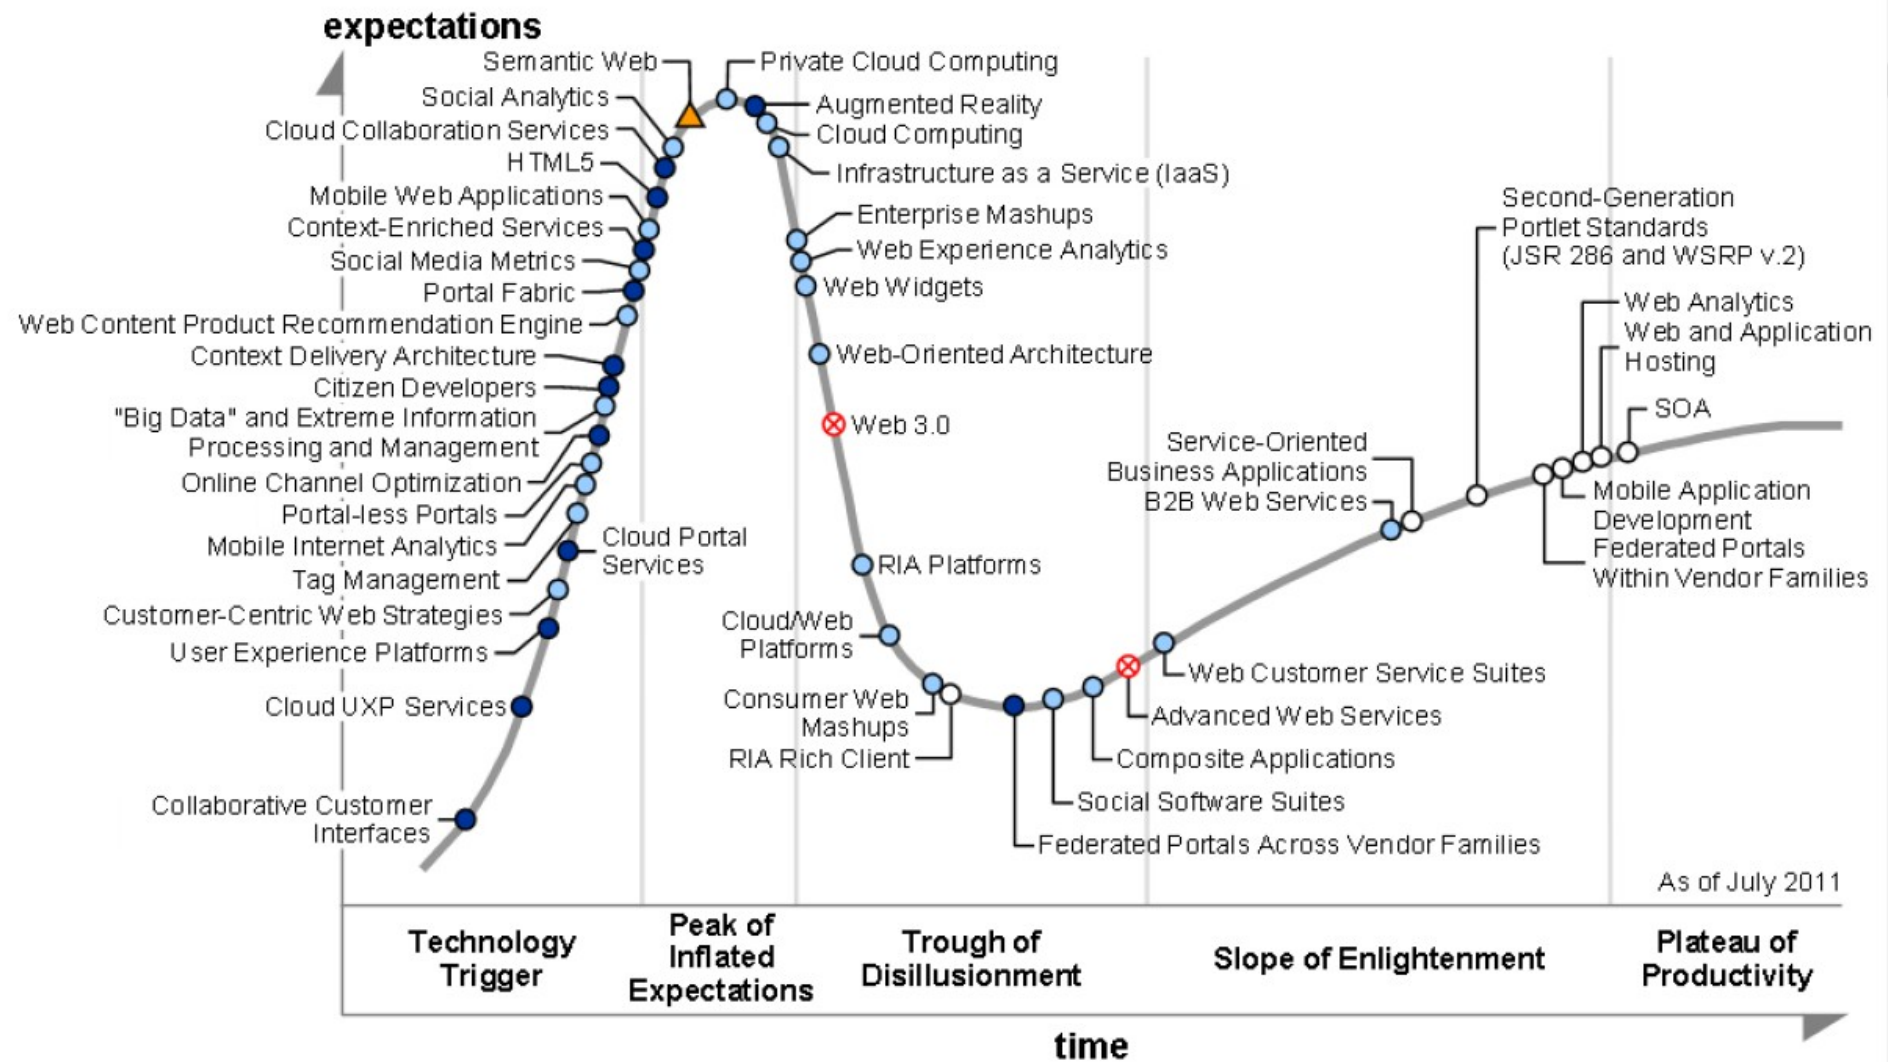 expectations
Semantic Web
Social Analytics
Cloud Collaboration Services
HTML5
Mobile Web Applications
Context-Enriched Services
Social Media Metrics
Portal Fabric
Web Content Product Recommendation Engine
Context Delivery Architecture
Citizen Developers
"Big Data" and Extreme Information
Processing and Management
Online Channel Optimization
Portal-less Portals
Mobile Internet Analytics
Tag Management
Customer-Centric Web Strategies
User Experience Platforms
Cloud UXP Services
Collaborative Customer
Interfaces
Cloud Portal
Services
Private Cloud Computing
Augmented Reality
Cloud Computing
Infrastructure as a Service (IaaS)
Enterprise Mashups
Web Experience Analytics
Web Widgets
Web-Oriented Architecture
Web 3.0
RIA Platforms
Cloud/Web
Platforms
Consumer Web
Mashups
RIA Rich Client
Federated Portals Across Vendor Families
Social Software Suites
Composite Applications
Advanced Web Services
Web Customer Service Suites
Service-Oriented
Business Applications
B2B Web Services
Second-Generation
Portlet Standards
(JSR 286 and WSRP v.2)
Web Analytics
Web and Application
Hosting
SOA
Mobile Application
Development
Federated Portals
Within Vendor Families
As of July 2011
Technology
Trigger
Peak of
Inflated
Expectations
Trough of
Disillusionment
Slope of Enlightenment
Plateau of
Productivity
time